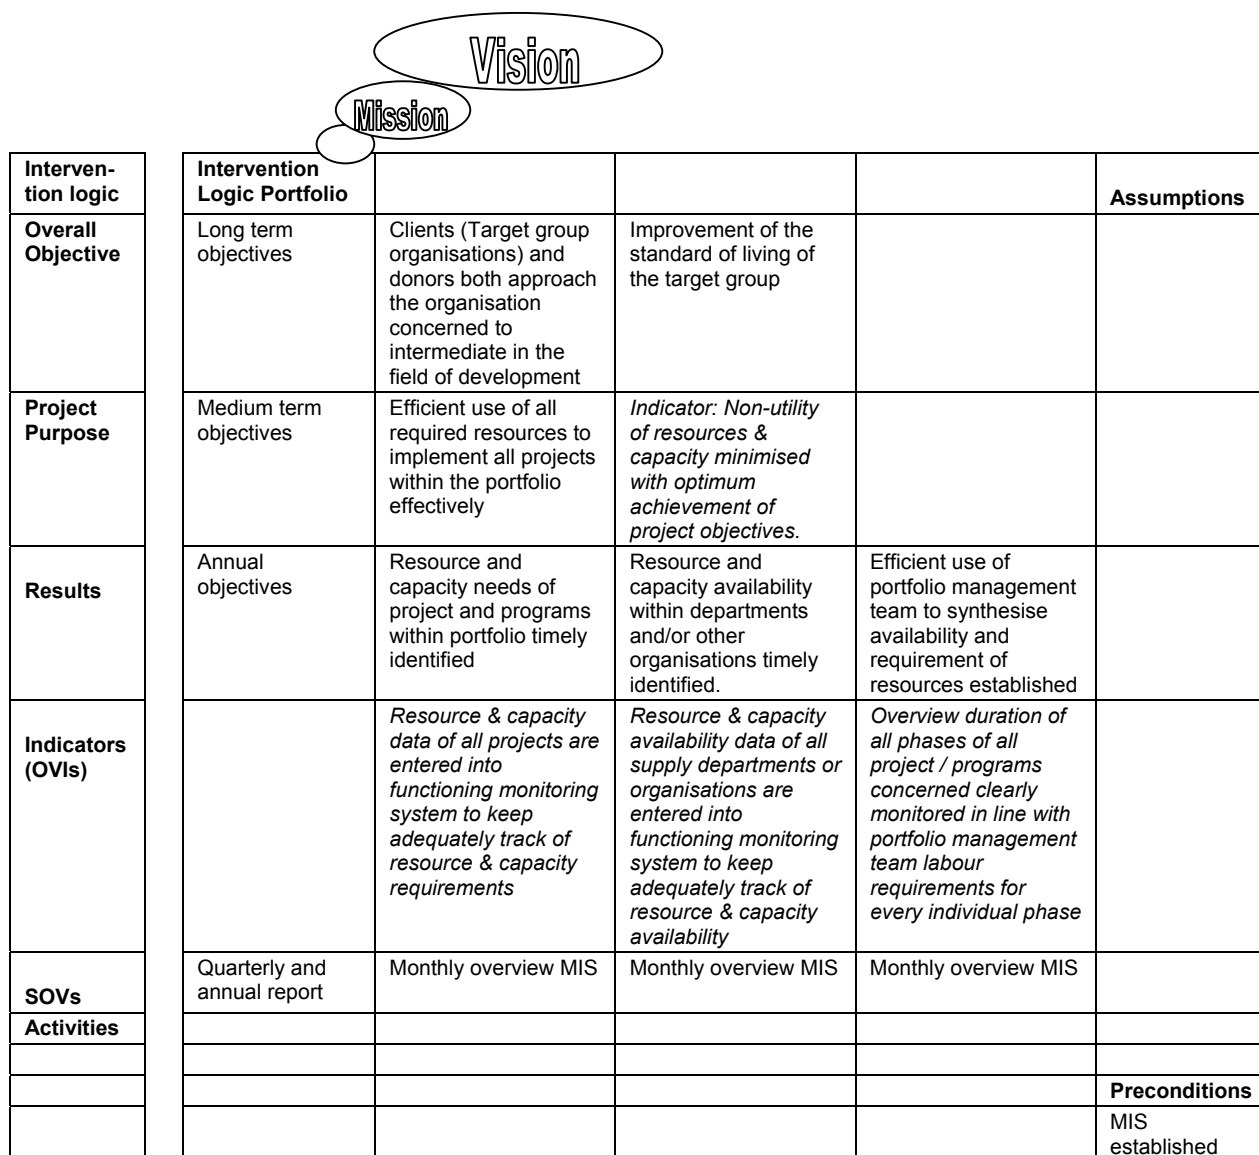 Vision
Mission
Interven-
tion logic
Intervention
Logic Portfolio
Assumptions
Overall
Objective
Long term
objectives
Clients (Target group
organisations) and
donors both approach
the organisation
concerned to
intermediate in the
field of development
Improvement of the
standard of living of
the target group
Project
Purpose
Medium term
objectives
Efficient use of all
required resources to
implement all projects
within the portfolio
effectively
Indicator: Non-utility
of resources &
capacity minimised
with optimum
achievement of
project objectives.
Results
Annual
objectives
Resource and
capacity needs of
project and programs
within portfolio timely
identified
Resource and
capacity availability
within departments
and/or other
organisations timely
identified.
Efficient use of
portfolio management
team to synthesise
availability and
requirement of
resources established
Indicators
(OVIs)
Resource & capacity
data of all projects are
entered into
functioning monitoring
system to keep
adequately track of
resource & capacity
requirements
Resource & capacity
availability data of all
supply departments or
organisations are
entered into
functioning monitoring
system to keep
adequately track of
resource & capacity
availability
Overview duration of
all phases of all
project / programs
concerned clearly
monitored in line with
portfolio management
team labour
requirements for
every individual phase
SOVs
Quarterly and
annual report
Monthly overview MIS
Monthly overview MIS
Monthly overview MIS
Activities
Preconditions
MIS
established